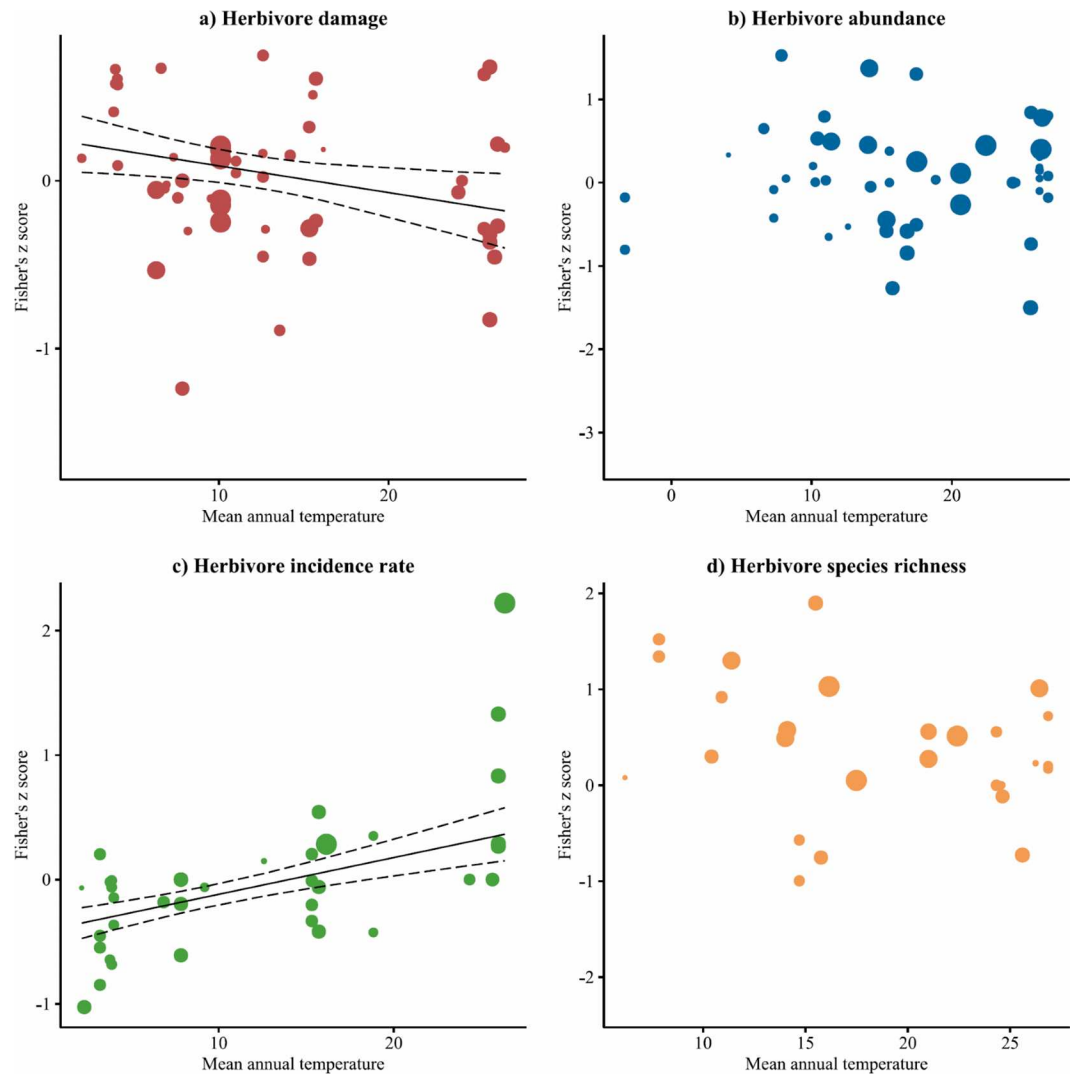 a) Herbivore damage
Fisher's z score
0
-1
10
20
Mean annual temperature
b) Herbivore abundance
Fisher's z score
1
0
-1
-2
-3
0
10
20
Mean annual temperature
c) Herbivore incidence rate
Fisher's z score
2
1
0
-1
10
20
Mean annual temperature
d) Herbivore species richness
Fisher's z score
2
1
0
-1
-2
10
15
20
25
Mean annual temperature